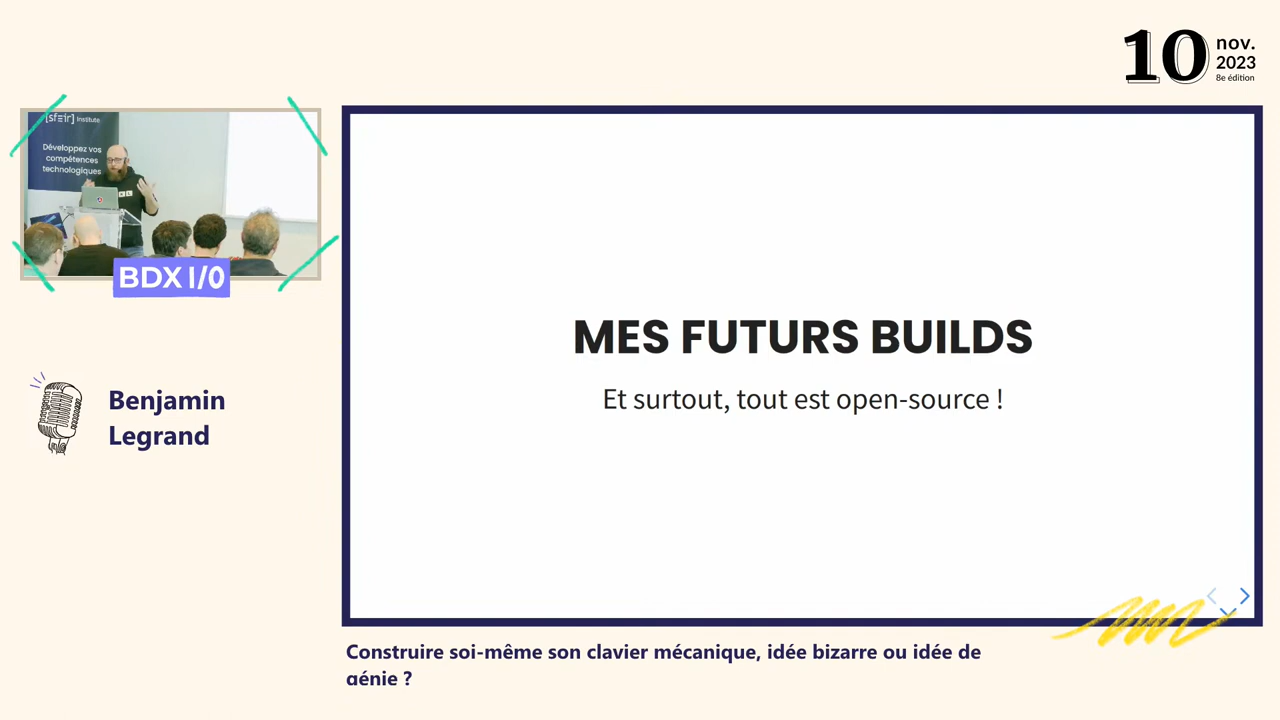 10
nov.
2023
8e édition
[sfeir] Institute
Développez vos
compétences
technologiques
BDX I/O
Benjamin
Legrand
MES FUTURS BUILDS
Et surtout, tout est open-source !
Construire soi-même son clavier mécanique, idée bizarre ou idée de
génie ?